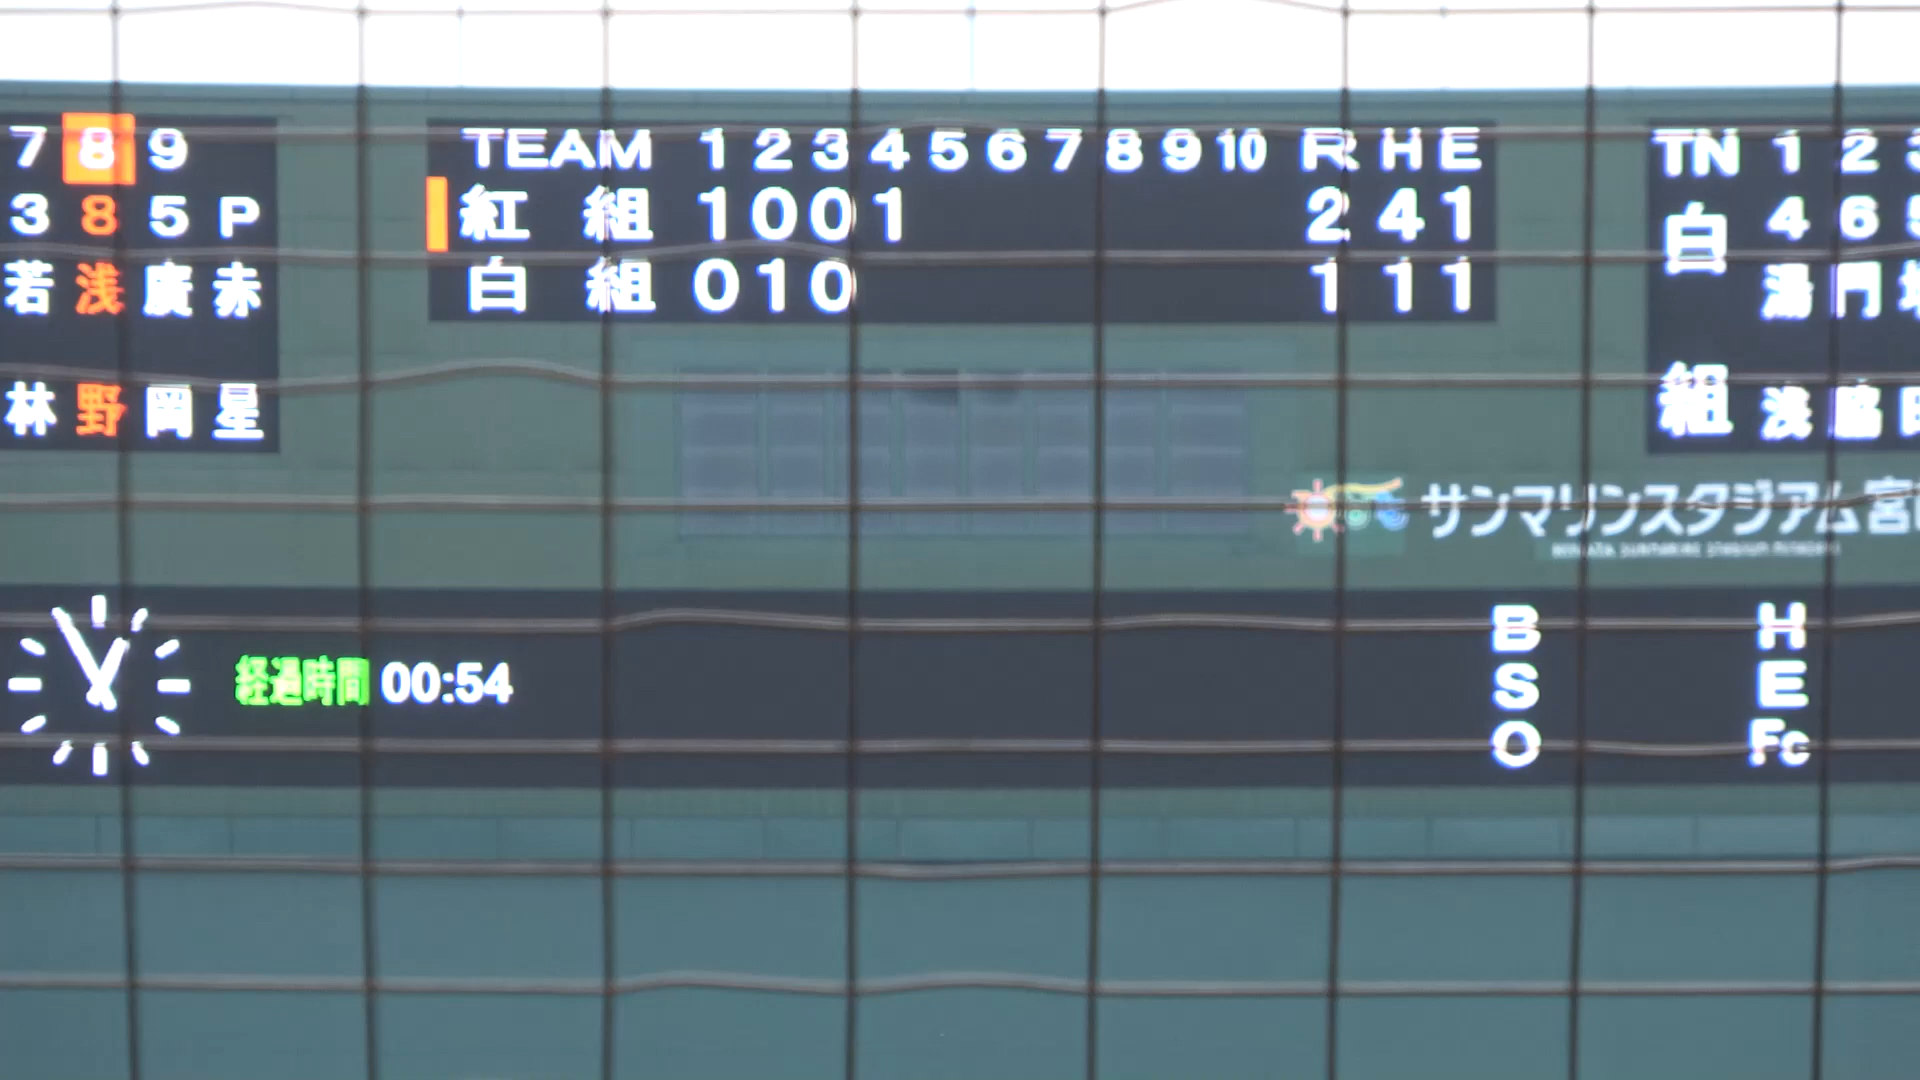 7 8 9
3 8 5 P
若 浅 廣 赤
林 野 岡 星
TEAM 1 2 3 4 5 6 7 8 9 10 R H E
紅 組 1 0 0 1 2 4 1
白 組 0 1 0 1 1 1
TN 1 2
白 4 6
湯 門
組 浅 脇
サンマリンスタジアム宮
経過時間 00:54
B
S
O
H
E
Fc